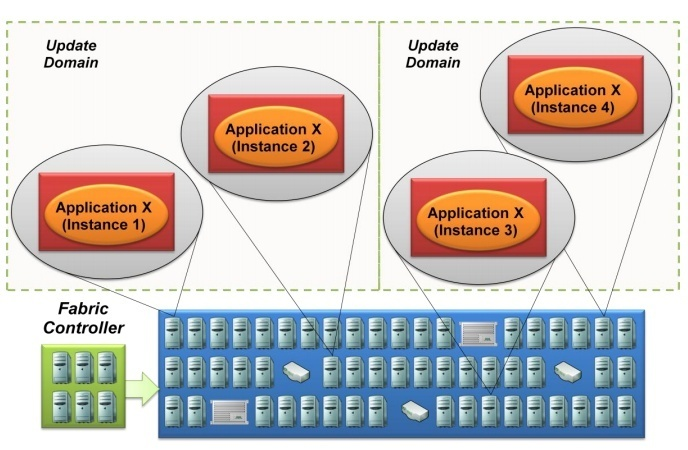 Update
Domain
Update
Domain
Application X
(Instance 1)
Application X
(Instance 2)
Application X
(Instance 3)
Application X
(Instance 4)
Fabric
Controller